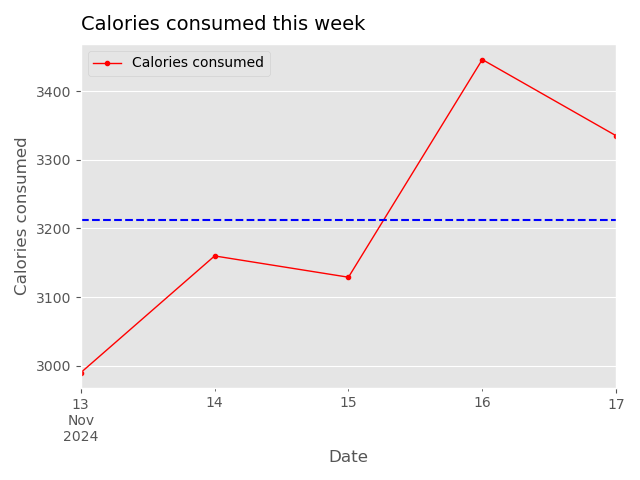 Calories consumed this week
Calories consumed
3400
3300
3200
3100
3000
Calories consumed
13
Nov
2024
14
15
16
17
Date